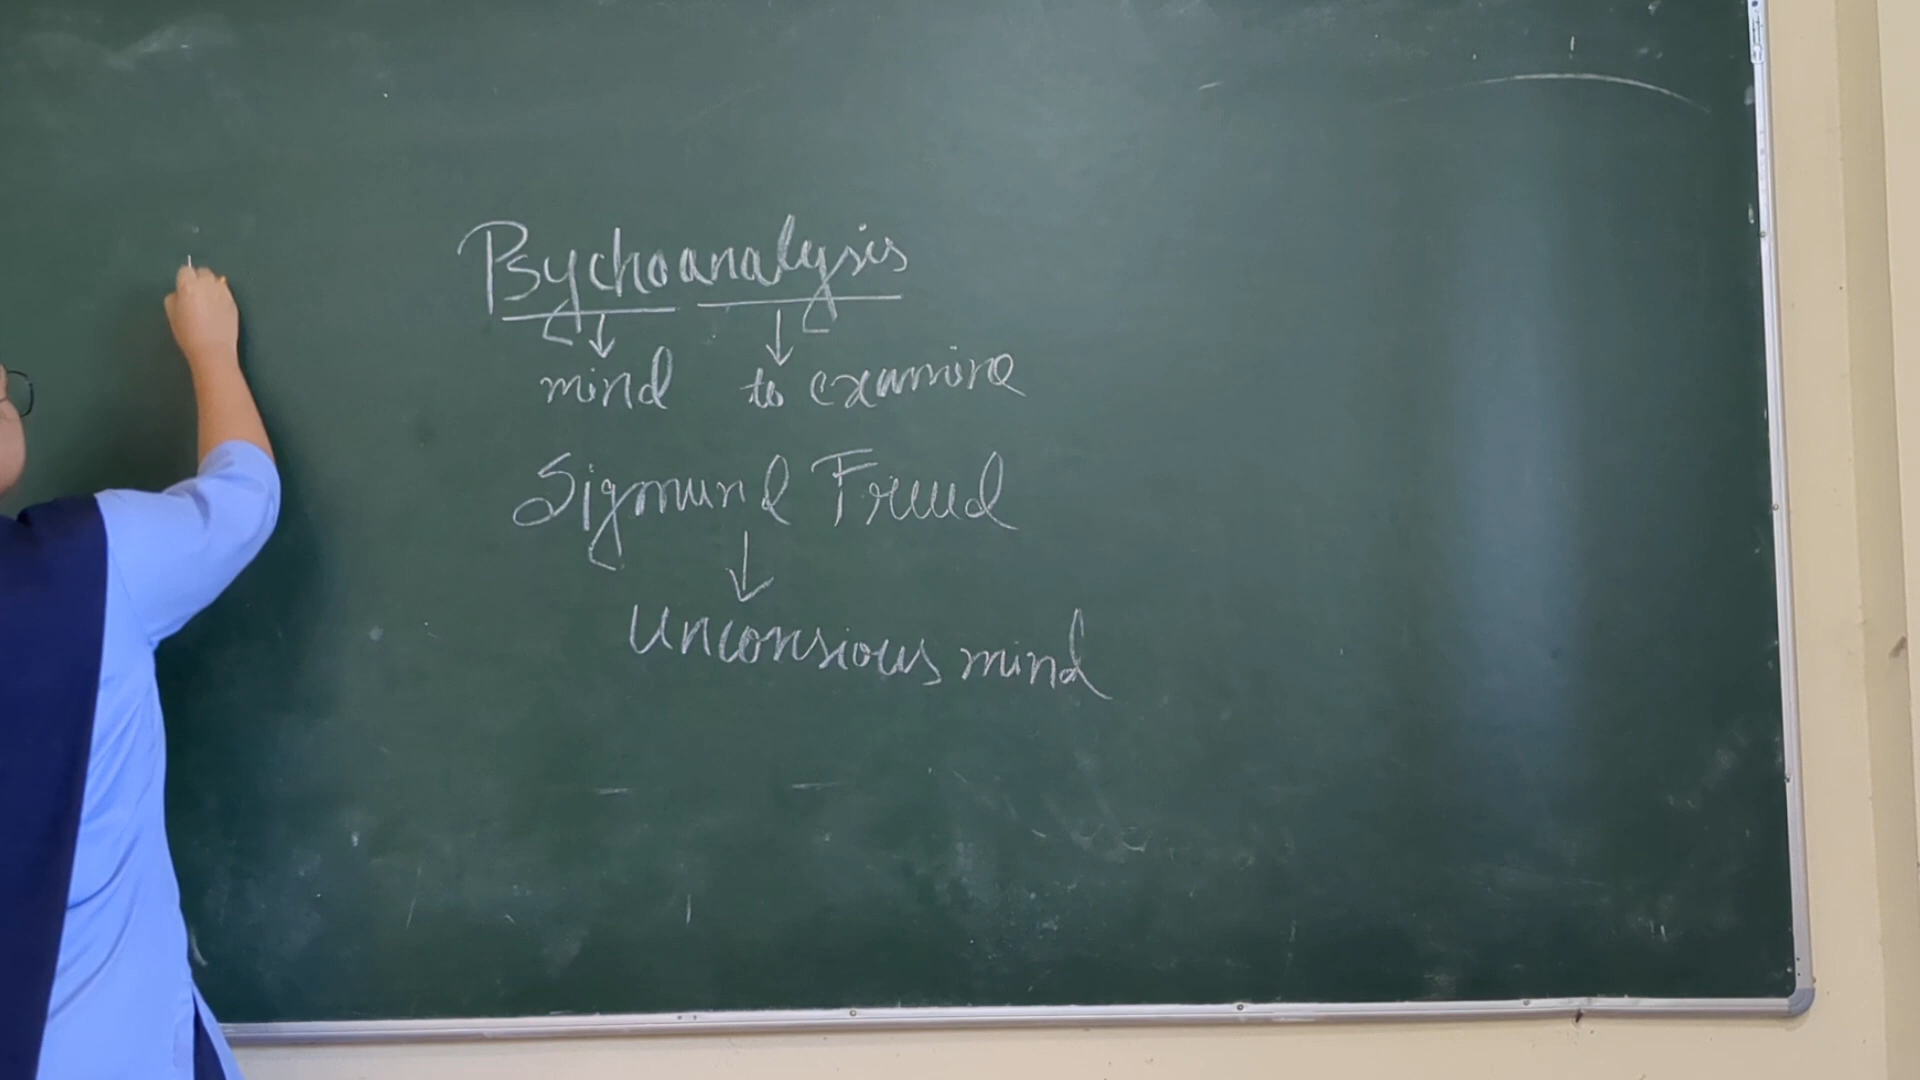 Psychoanalysis
mind to examine
Sigmund Freud
Unconsious mind